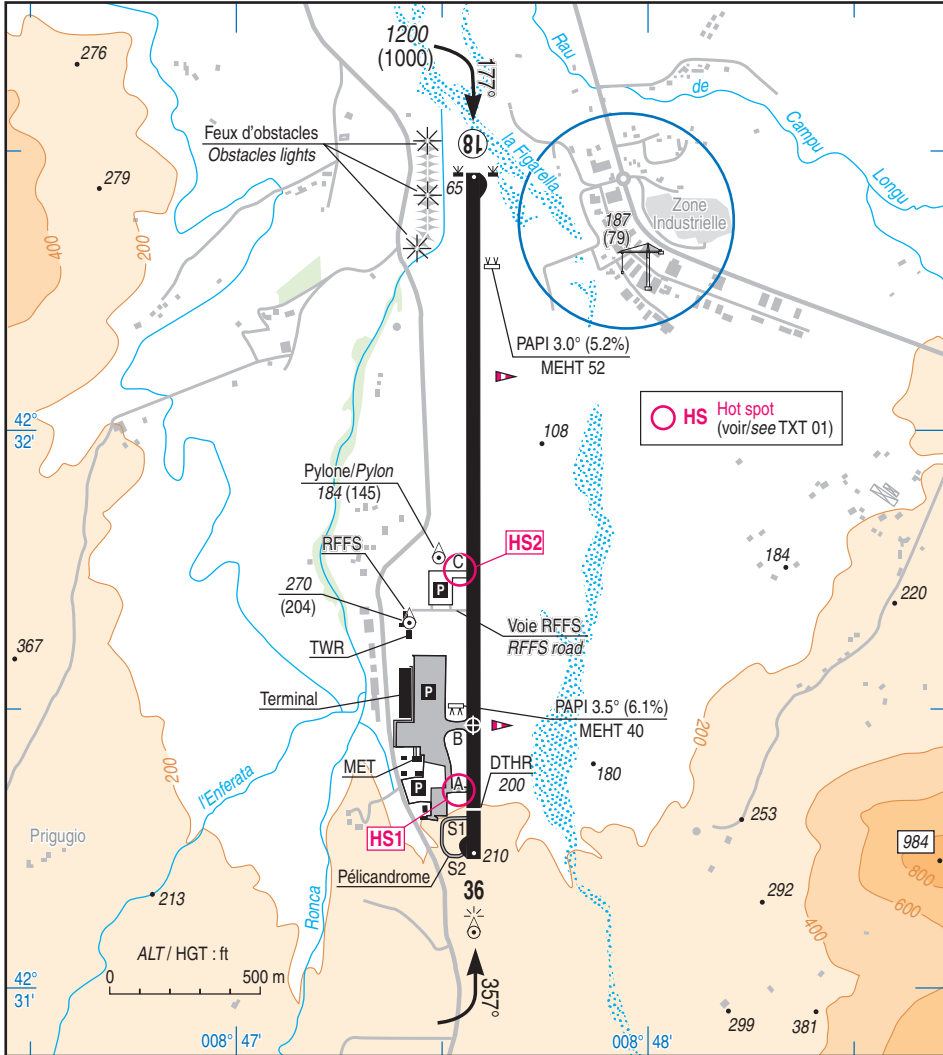 276
1200
(1000)
177°
Rau
de
Campu
Longu
Feux d'obstacles
Obstacles lights
18
la Figarella
279
65
Zone
Industrielle
187
(79)
400
200
PAPI 3.0° (5.2%)
MEHT 52
HS Hot spot
(voir/see TXT 01)
42°
32'
108
Pylone/Pylon
184 (145)
HS2
RFFS
C
P
184
270
(204)
220
Voie RFFS
RFFS road
TWR
367
P
Terminal
PAPI 3.5° (6.1%)
MEHT 40
200
B
MET
DTHR
200
180
200
A
P
l'Enferata
253
S1
HS1
Prigugio
210
984
S2
Pélicandrome
800
36
213
292
600
Ronca
400
ALT / HGT : ft
0 500 m
42°
31'
357°
299
381
008° 47'
008° 48'